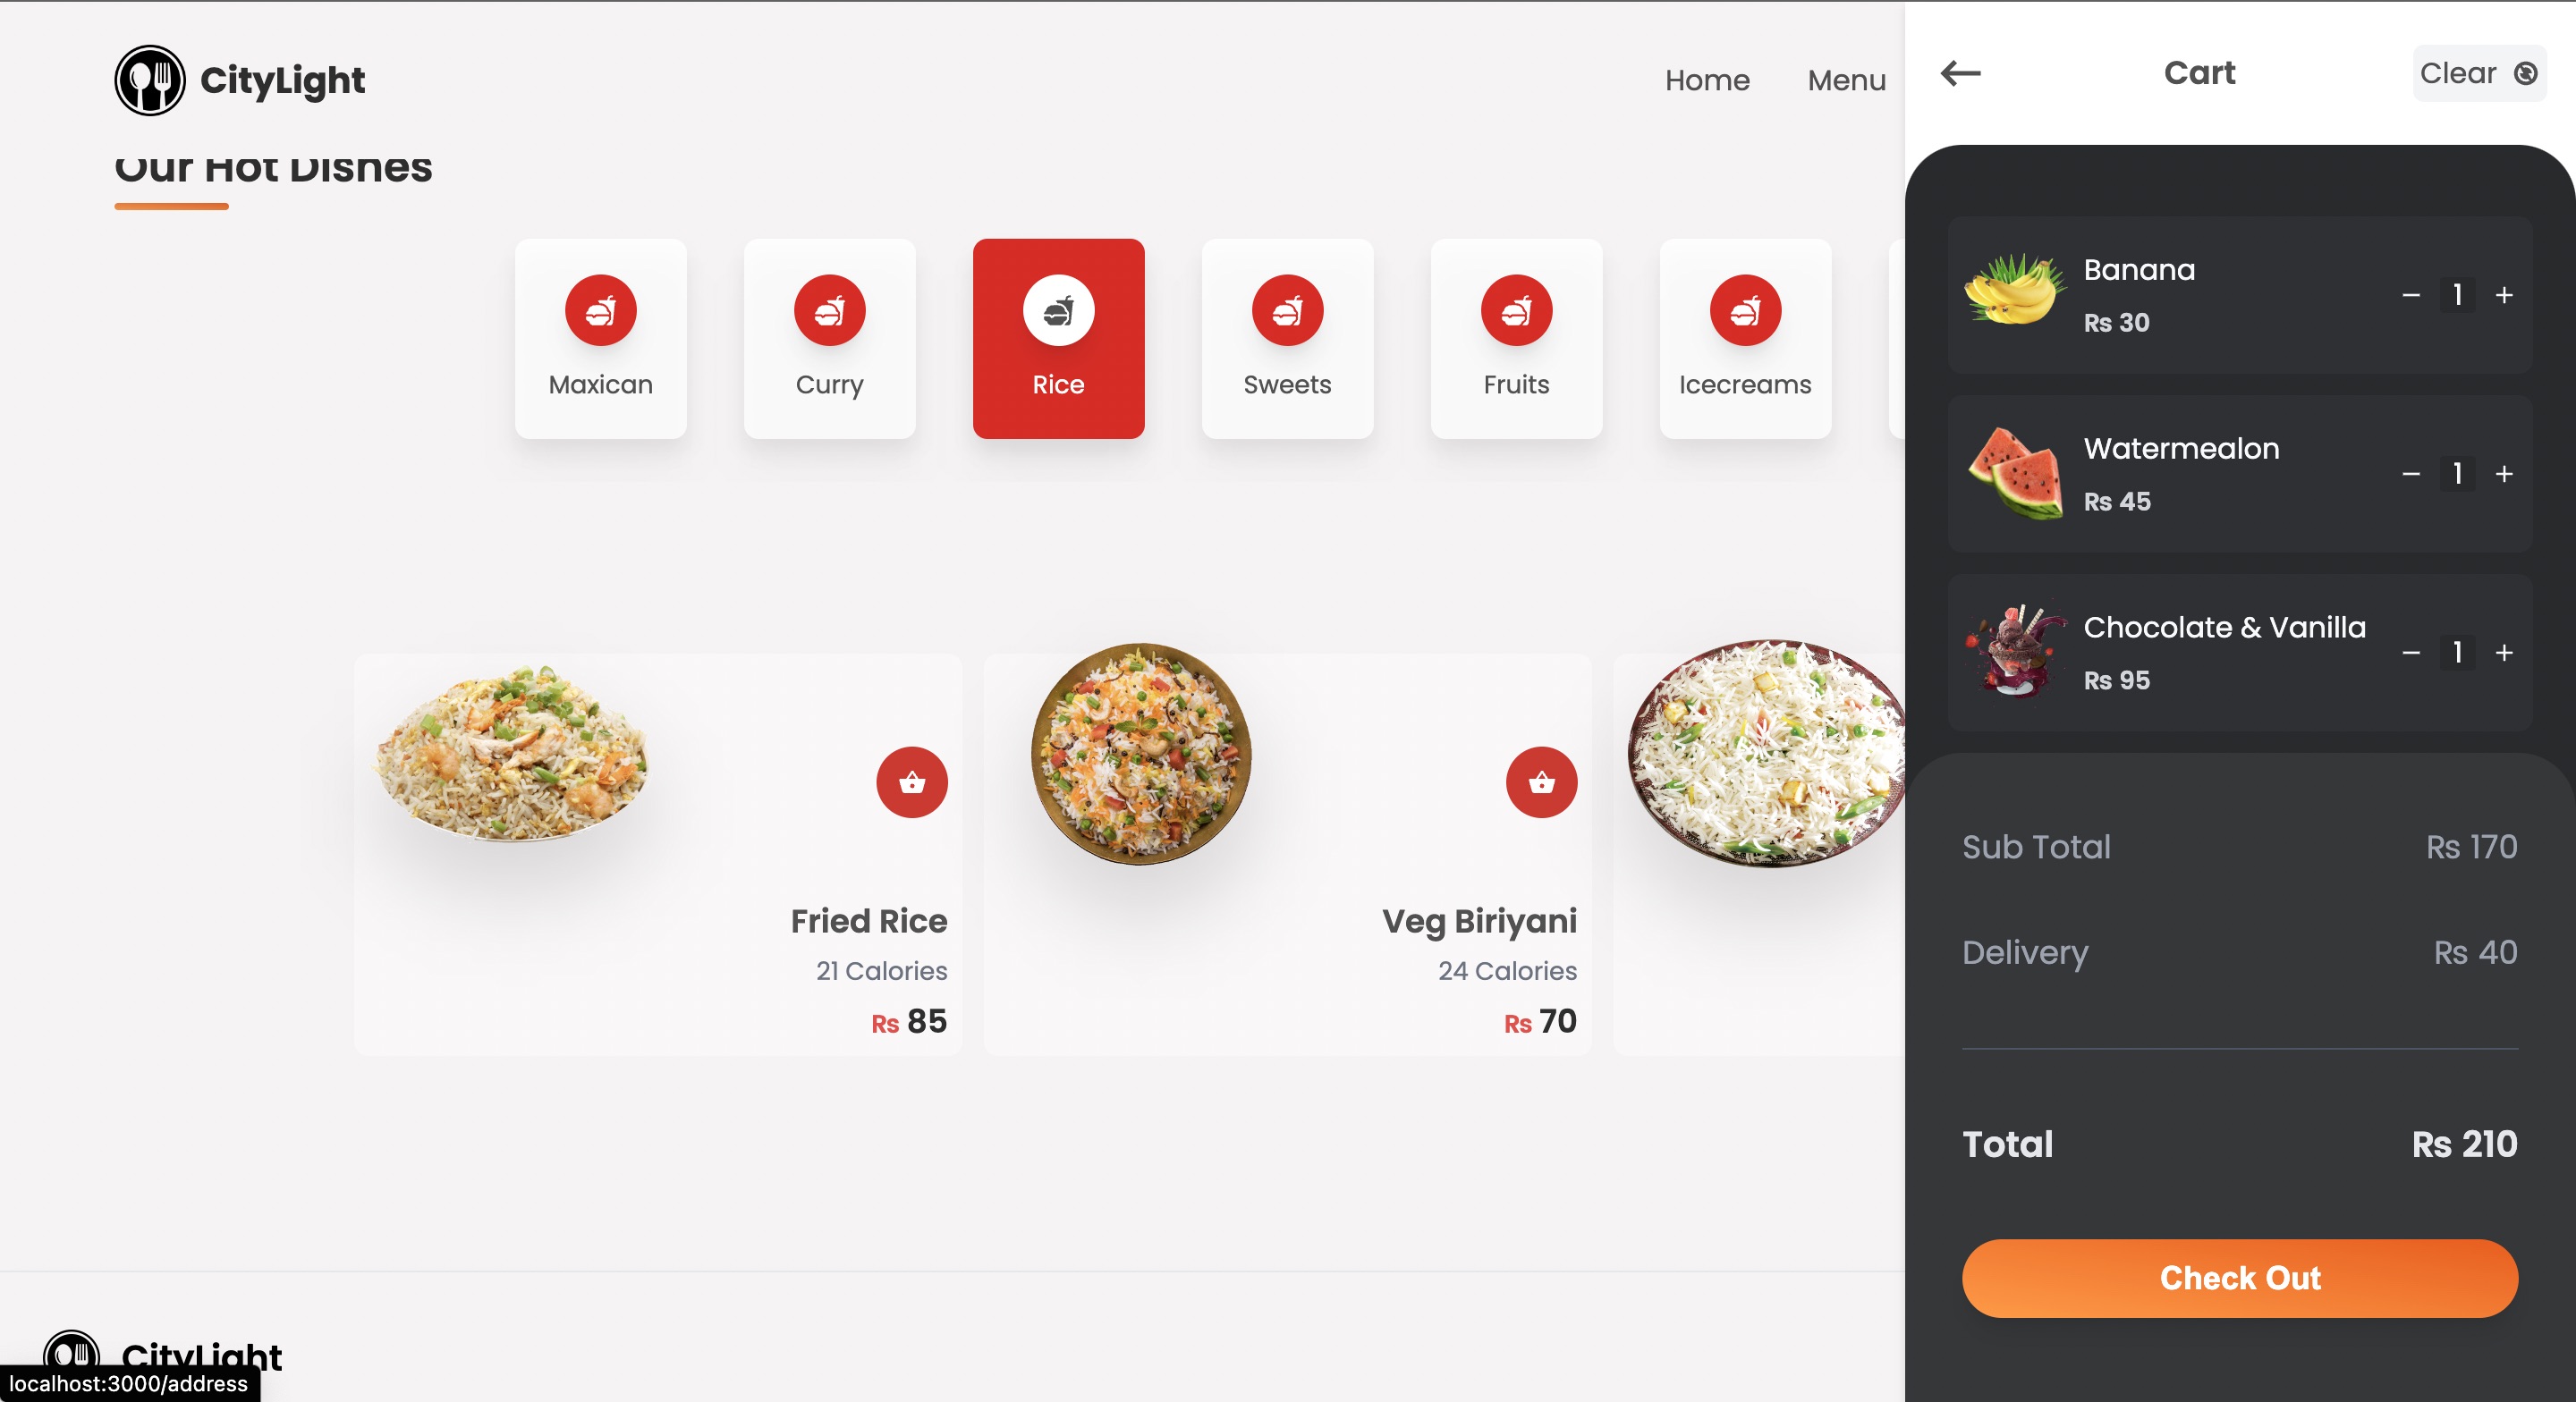 CityLight
Home
Menu
Our Hot Dishes
Maxican
Curry
Rice
Sweets
Fruits
Icecreams
Fried Rice
21 Calories
Rs 85
Veg Biriyani
24 Calories
Rs 70
CityLight
localhost:3000/address
Cart
Clear
Banana
Rs 30
1
Watermealon
Rs 45
1
Chocolate & Vanilla
Rs 95
1
Sub Total
Rs 170
Delivery
Rs 40
Total
Rs 210
Check Out